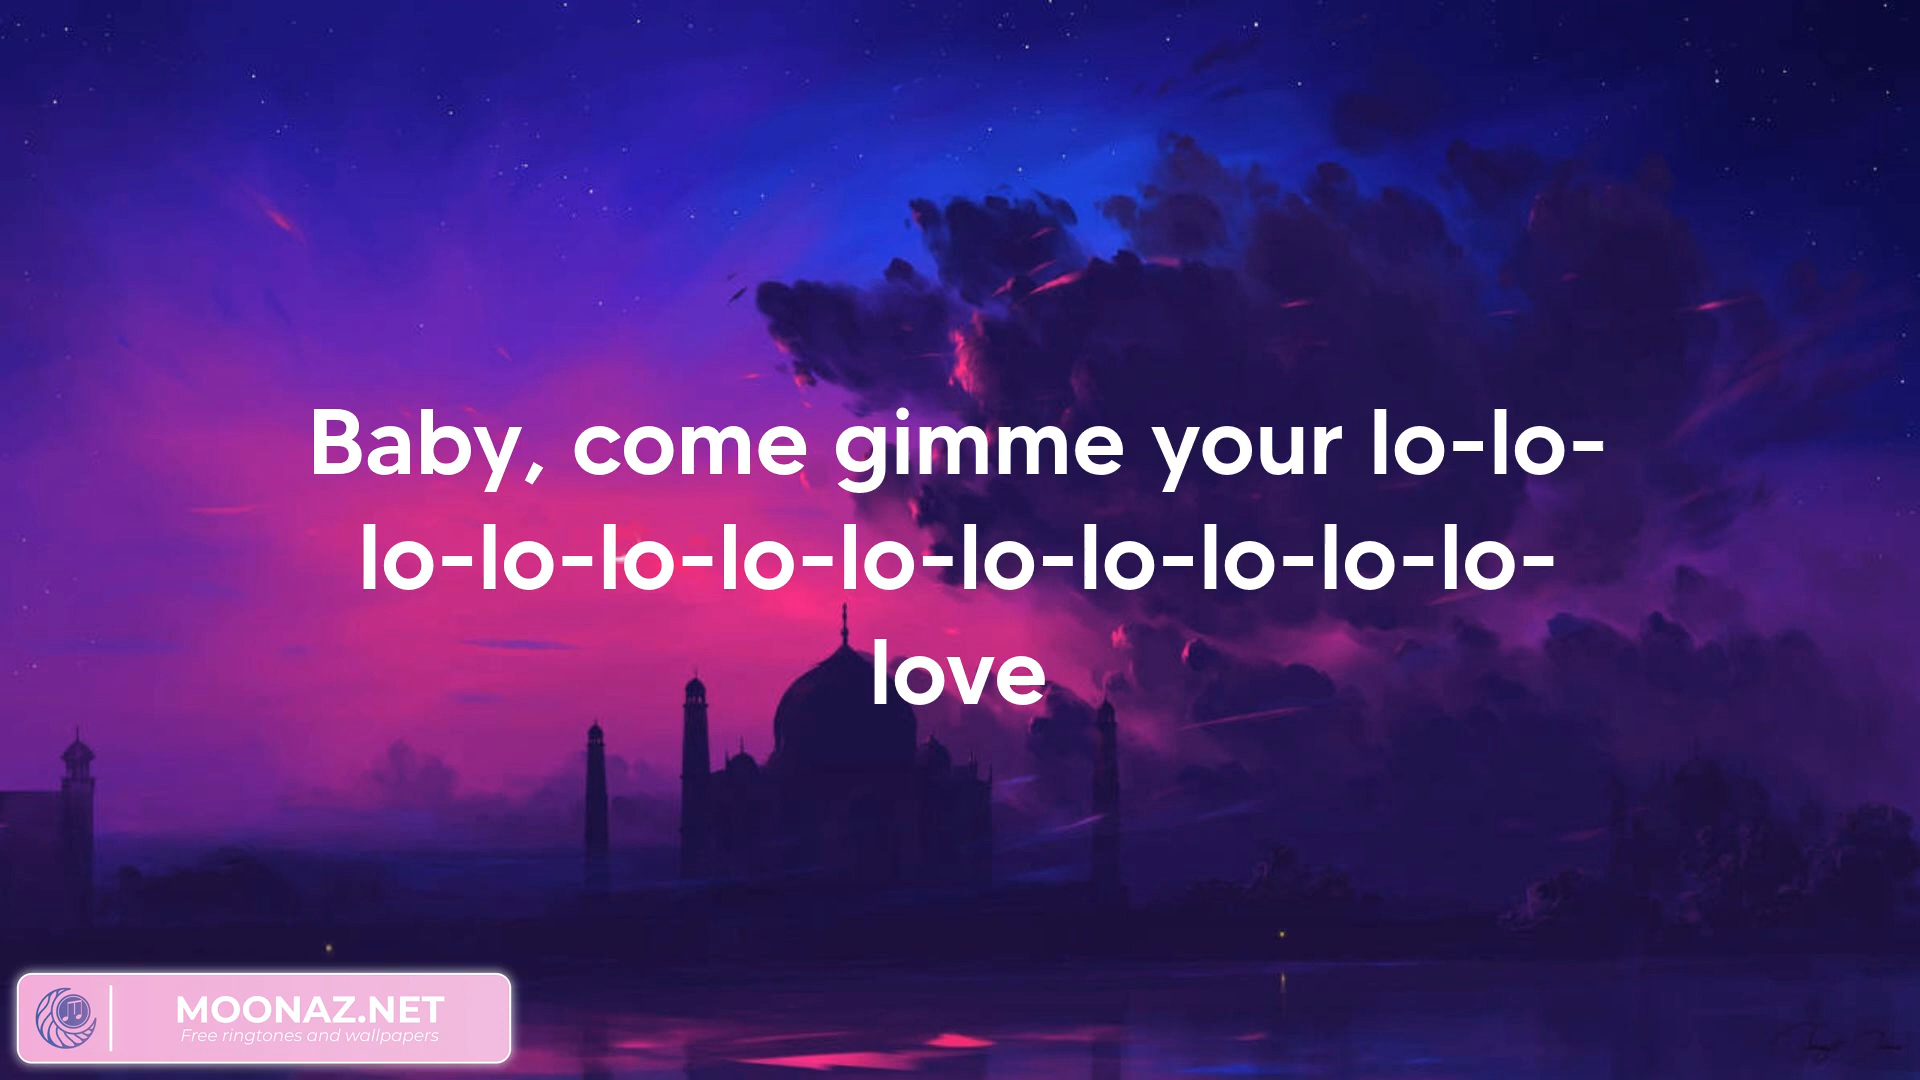 Baby, come gimme your lo-lo-
lo-lo-lo-lo-lo-lo-lo-lo-lo-lo-
love
MOONAZ.NET
Free ringtones and wallpapers